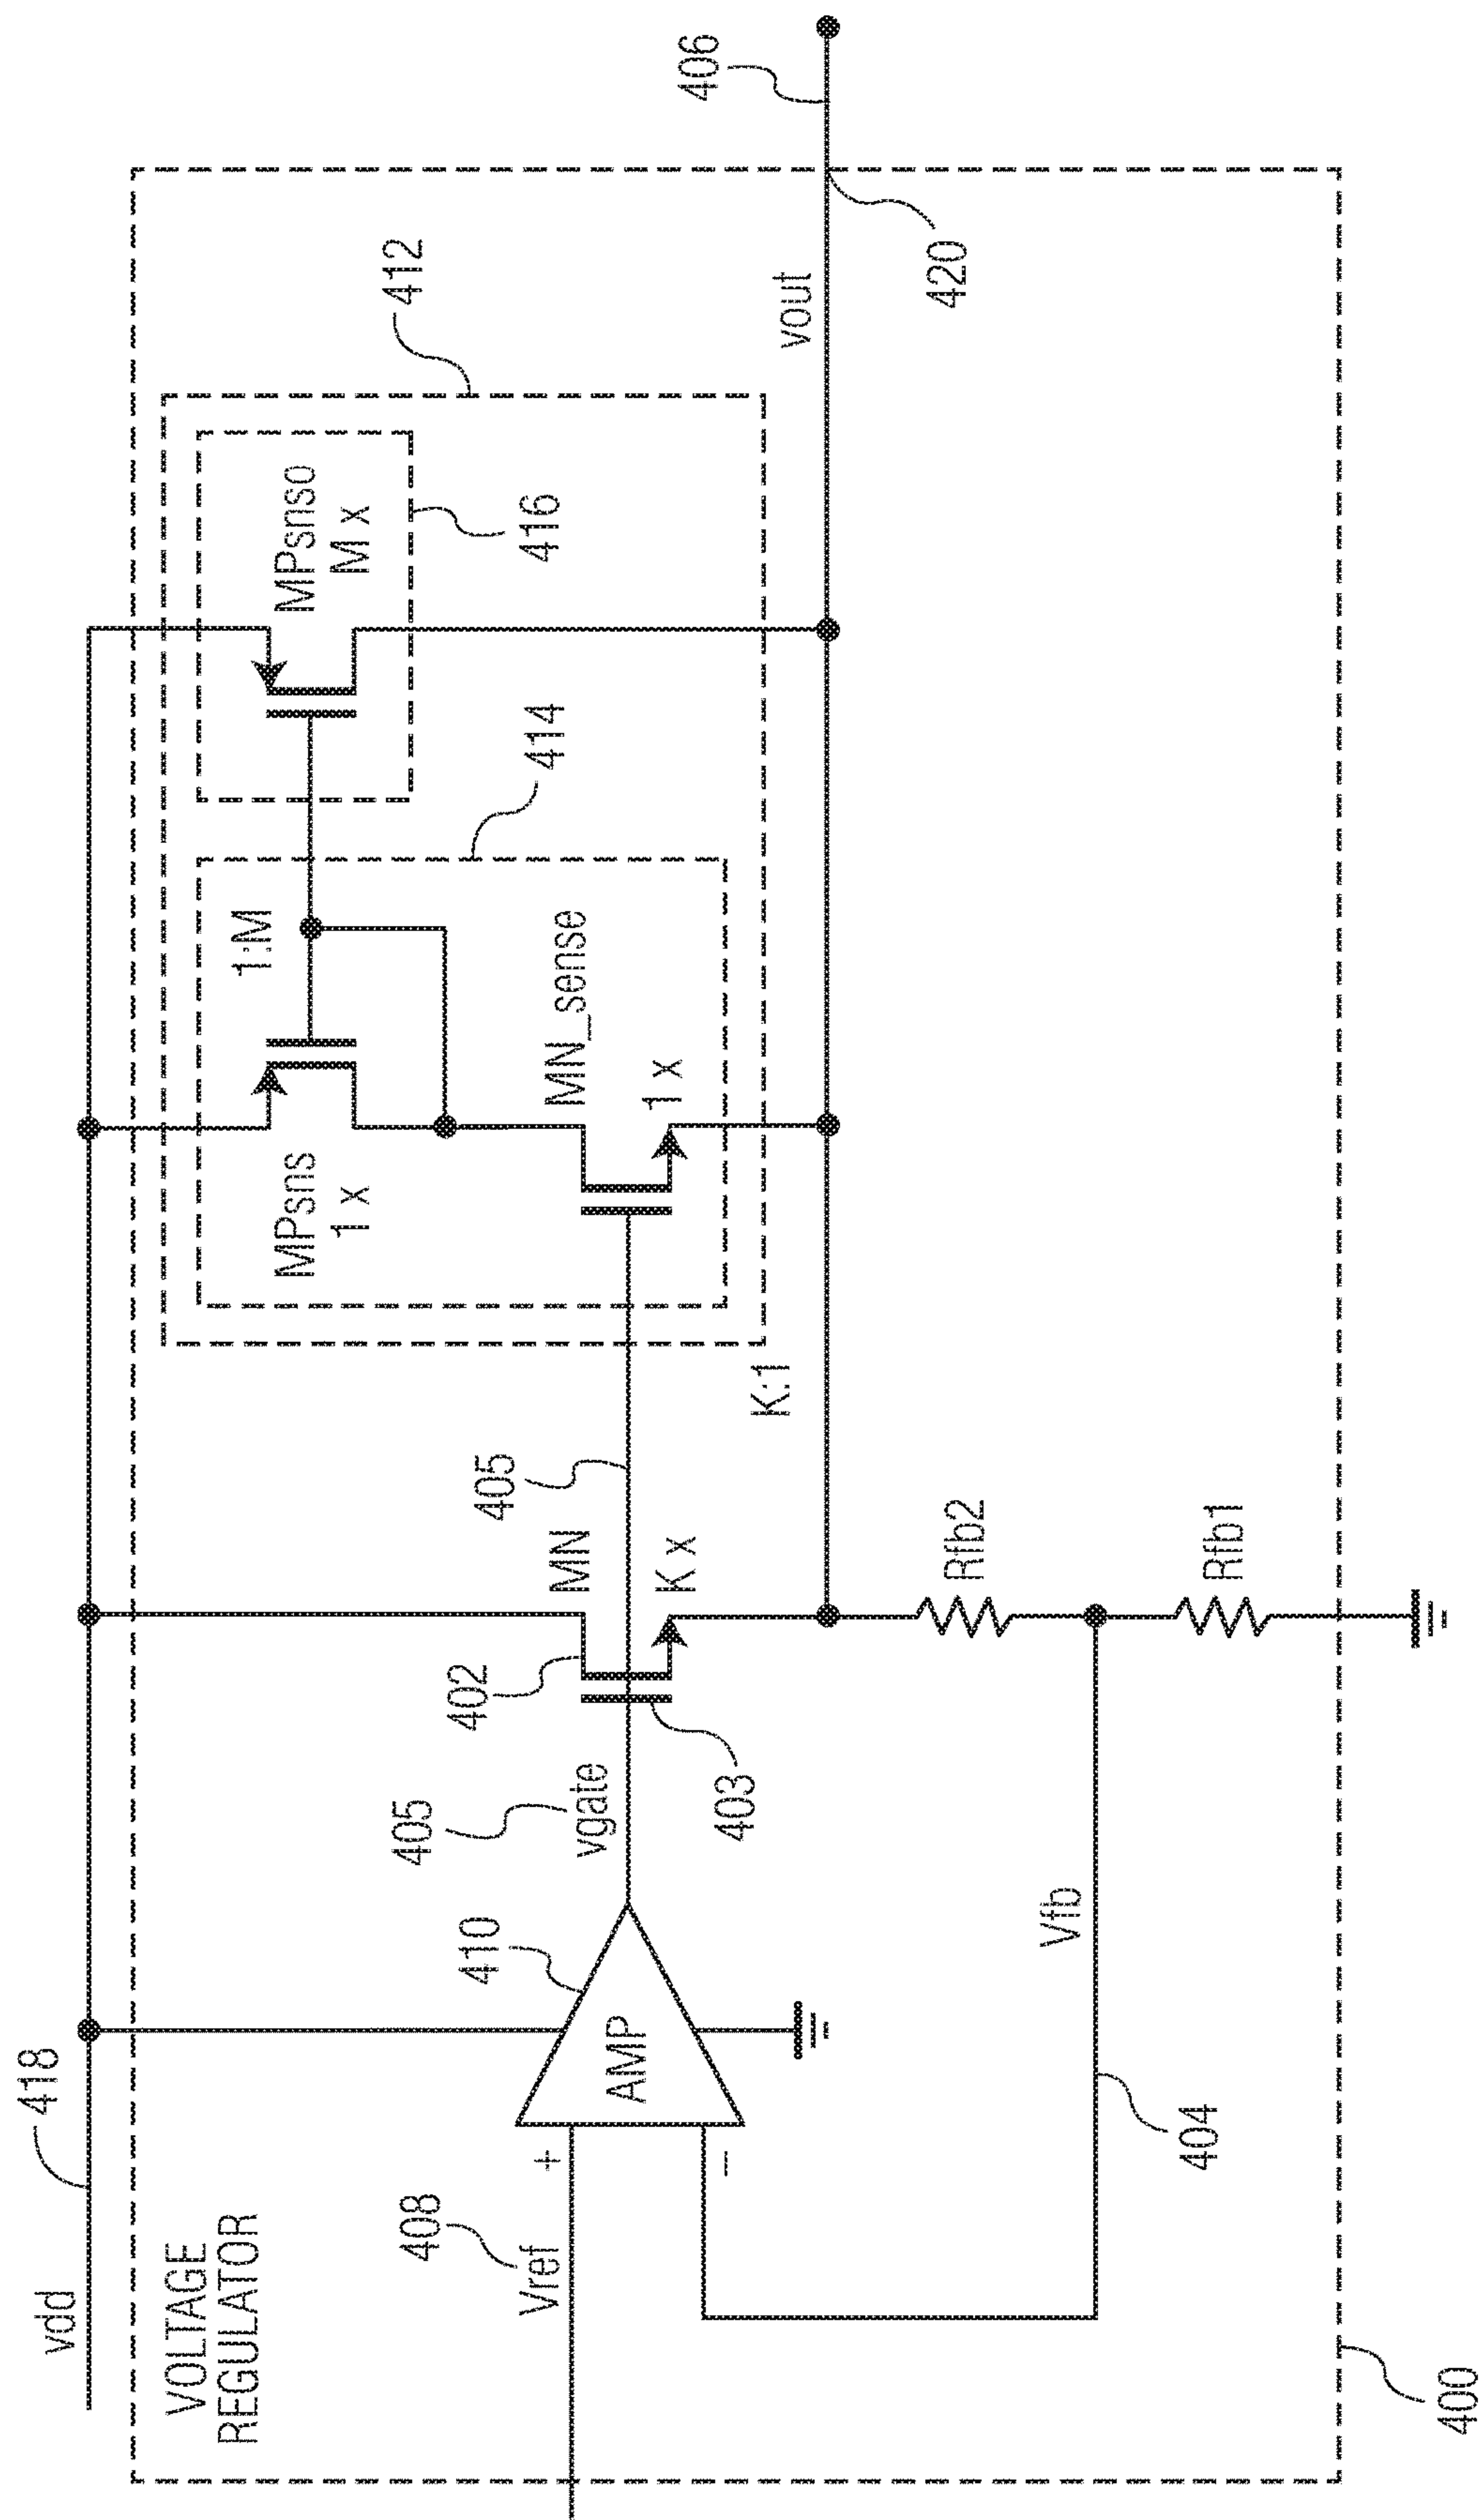 vdd
418
VOLTAGE
REGULATOR
408
Vref
+
–
AMP
410
405
vgate
403
402
MN
K x
405
K:1
404
Vfb
Rfb2
Rfb1
MPsns
1 x
1:M
MN_sense
1 x
414
MPsnso
M x
416
412
vout
420
406
400